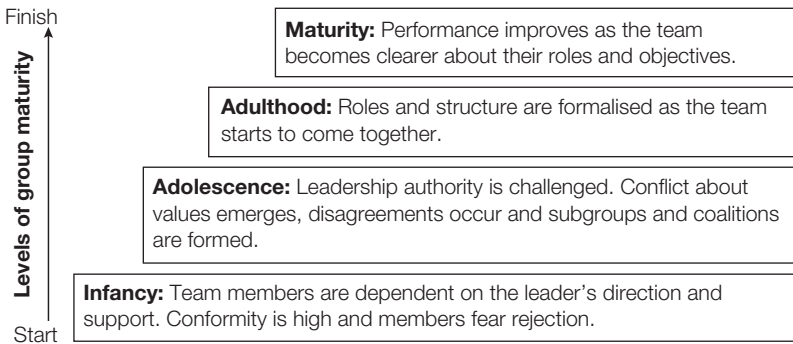 Finish
Maturity: Performance improves as the team
becomes clearer about their roles and objectives.
Adulthood: Roles and structure are formalised as the team
starts to come together.
Levels of group maturity
Adolescence: Leadership authority is challenged. Conflict about
values emerges, disagreements occur and subgroups and coalitions
are formed.
Infancy: Team members are dependent on the leader’s direction and
support. Conformity is high and members fear rejection.
Start